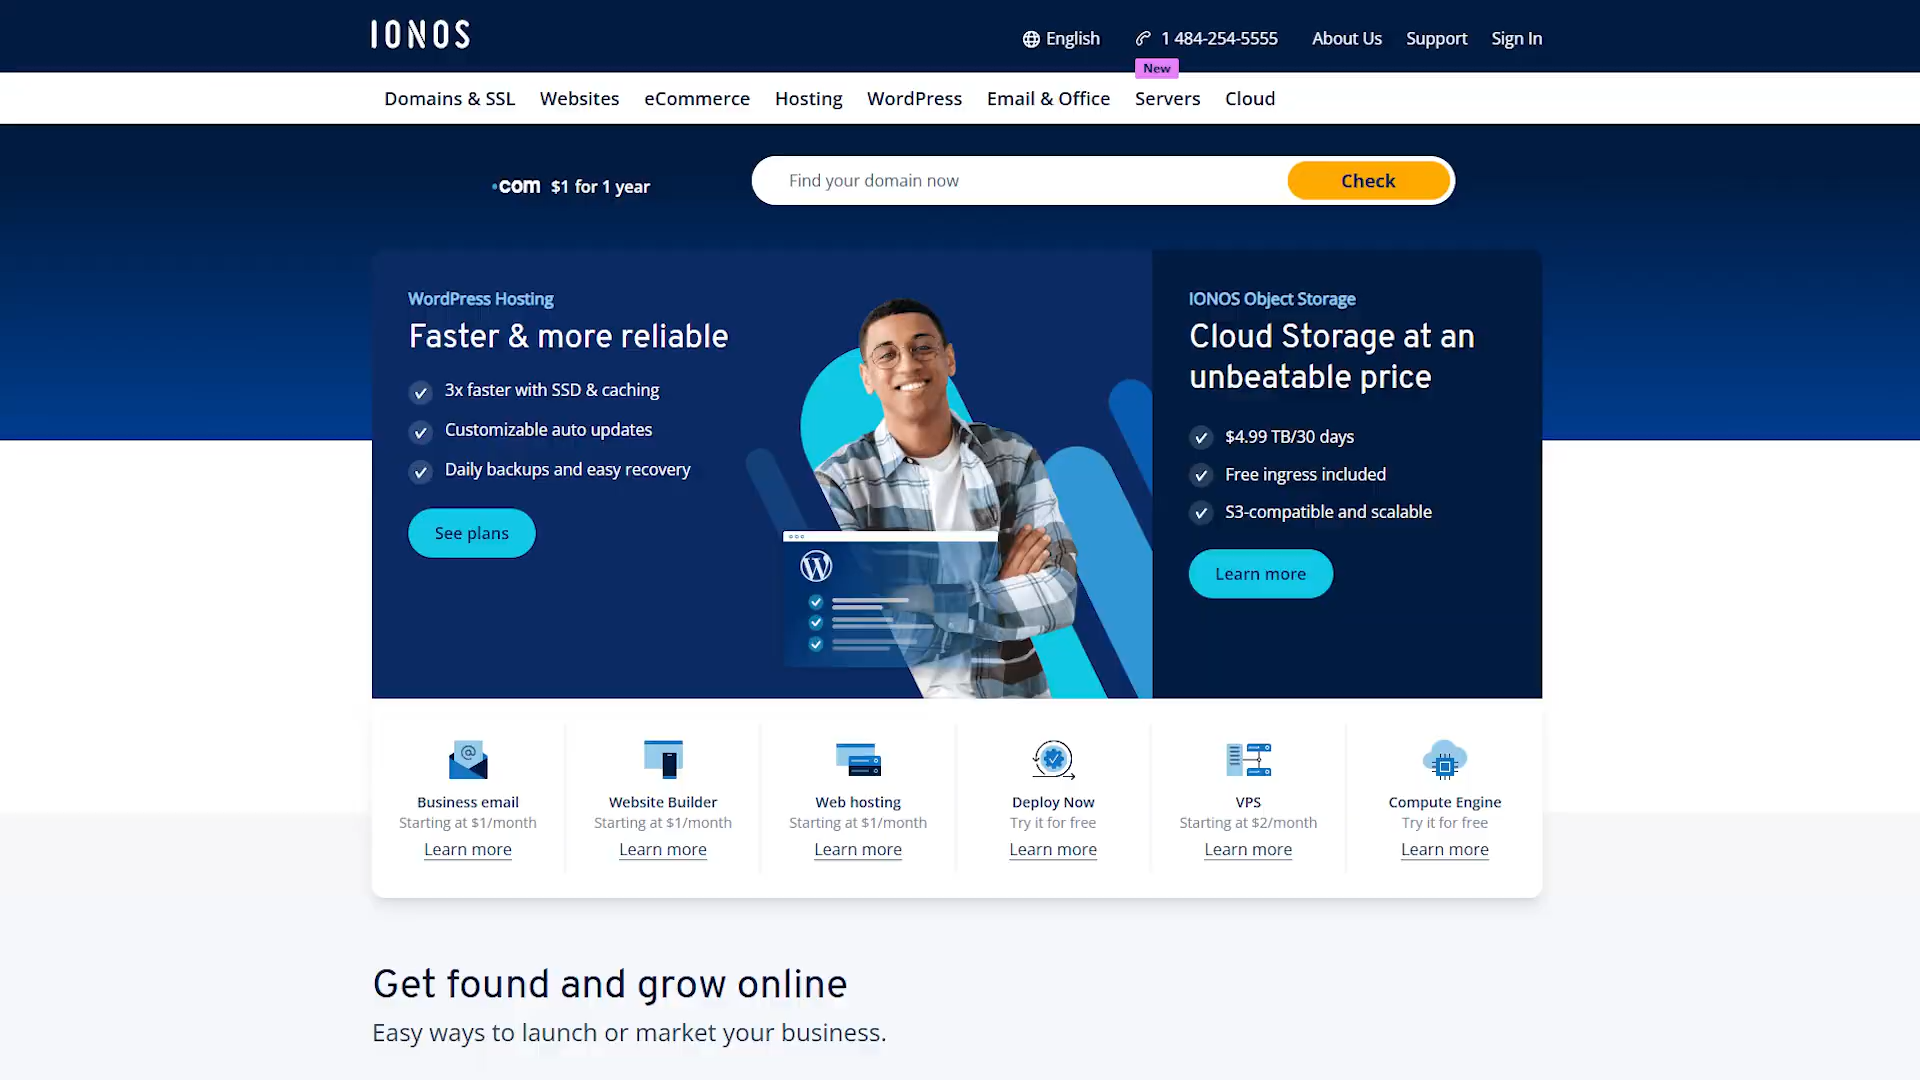 IONOS
English
1 484-254-5555
About Us
Support
Sign In
New
Domains & SSL
Websites
eCommerce
Hosting
WordPress
Email & Office
Servers
Cloud
.com $1 for 1 year
Find your domain now
Check
WordPress Hosting
Faster & more reliable
3x faster with SSD & caching
Customizable auto updates
Daily backups and easy recovery
See plans
IONOS Object Storage
Cloud Storage at an
unbeatable price
$4.99 TB/30 days
Free ingress included
S3-compatible and scalable
Learn more
Business email
Starting at $1/month
Learn more
Website Builder
Starting at $1/month
Learn more
Web hosting
Starting at $1/month
Learn more
Deploy Now
Try it for free
Learn more
VPS
Starting at $2/month
Learn more
Compute Engine
Try it for free
Learn more
Get found and grow online
Easy ways to launch or market your business.